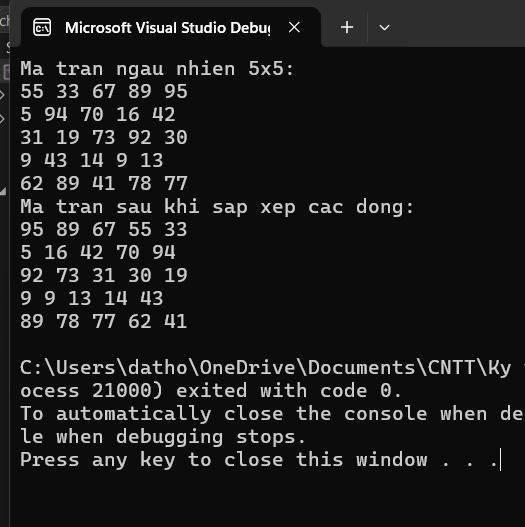 Microsoft Visual Studio Debu
Ma tran ngau nhien 5x5:
55 33 67 89 95
5 94 70 16 42
31 19 73 92 30
9 43 14 9 13
62 89 41 78 77
Ma tran sau khi sap xep cac dong:
95 89 67 55 33
5 16 42 70 94
92 73 31 30 19
9 9 13 14 43
89 78 77 62 41
C:\Users\datho\OneDrive\Documents\CNTT\Ky
ocess 21000) exited with code 0.
To automatically close the console when de
le when debugging stops.
Press any key to close this window . . .